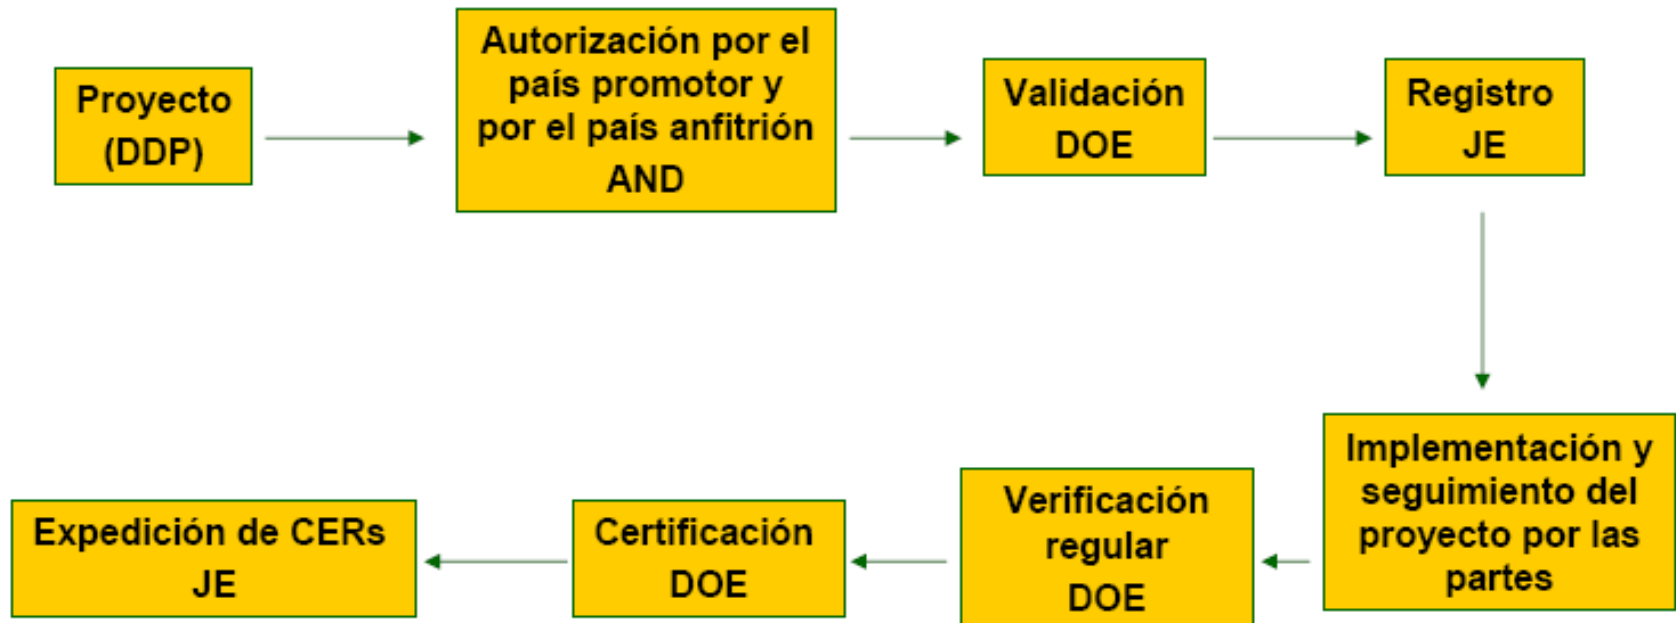 Proyecto
(DDP)
Autorización por el
país promotor y
por el país anfitrión
AND
Validación
DOE
Registro
JE
Implementación y
seguimiento del
proyecto por las
partes
Verificación
regular
DOE
Certificación
DOE
Expedición de CERs
JE